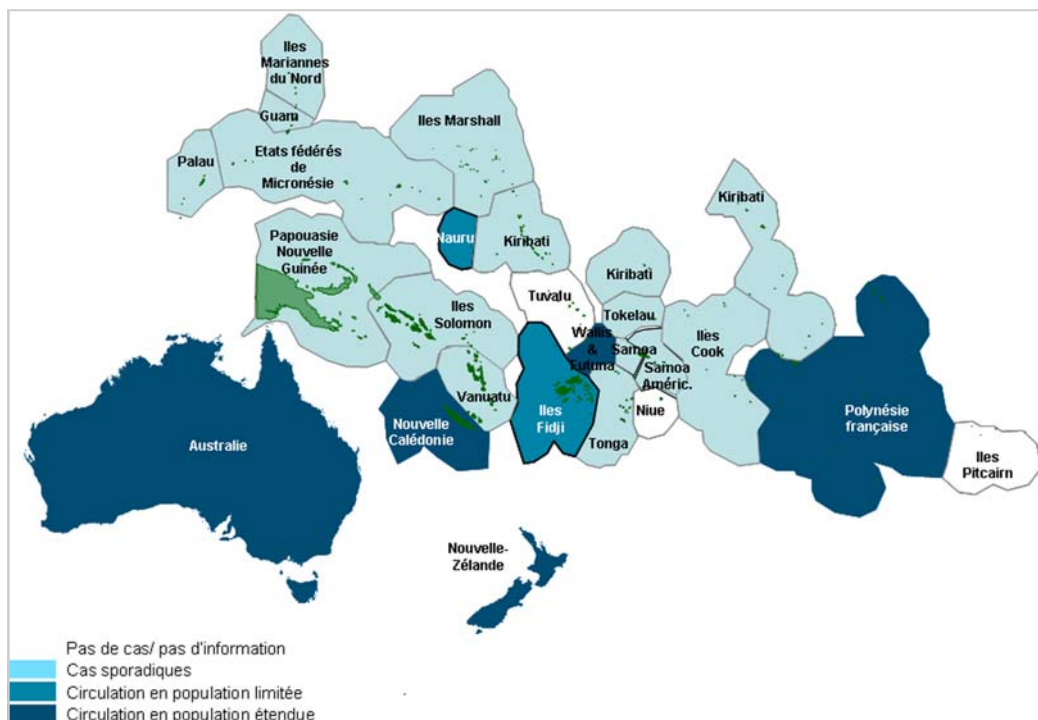 Iles
Mariannes
du Nord
Guam
Iles Marshall
Palau
Etats fédérés
de
Micronésie
Kiribati
Nauru
Papouasie
Nouvelle
Guinée
Kiribati
Kiribati
Tuvalu
Iles
Solomon
Tokelau
Wallis
&
Futuna
Samoa
Iles
Cook
Samoa
Améric.
Vanuatu
Niue
Iles
Fidji
Tonga
Nouvelle
Calédonie
Australie
Polynésie
française
Iles
Pitcairn
Nouvelle-
Zélande
Pas de cas/ pas d'information
Cas sporadiques
Circulation en population limitée
Circulation en population étendue